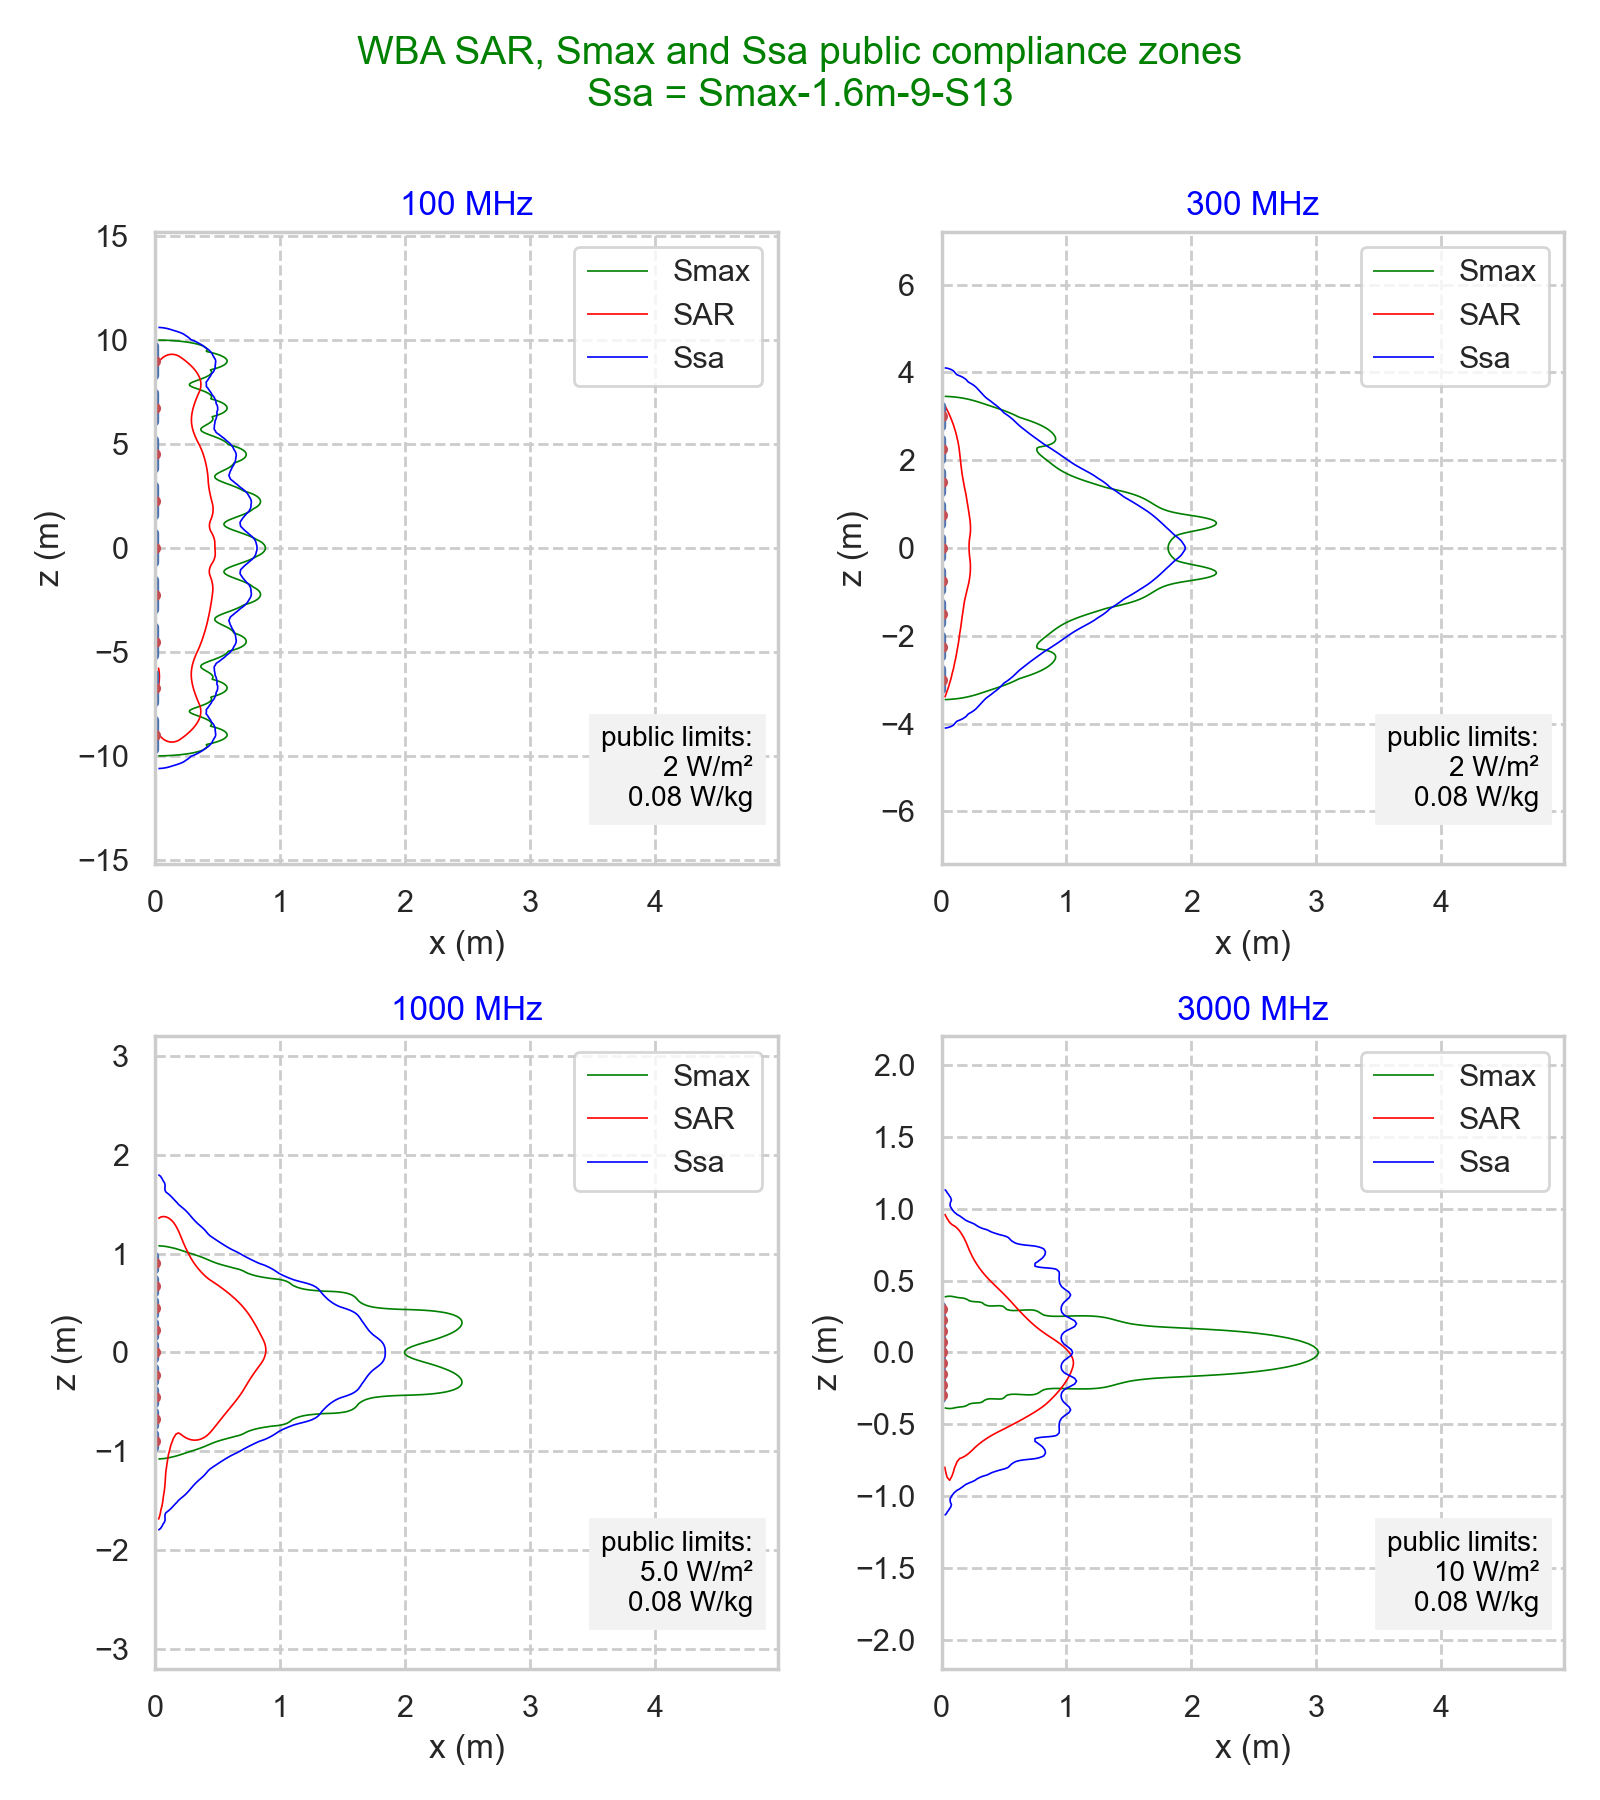 WBA SAR, Smax and Ssa public compliance zones
Ssa = Smax-1.6m-9-S13
100 MHz
15
10
5
0
−5
−10
−15
z (m)
0 1 2 3 4
x (m)
Smax
SAR
Ssa
public limits:
2 W/m²
0.08 W/kg
300 MHz
6
4
2
0
−2
−4
−6
z (m)
0 1 2 3 4
x (m)
Smax
SAR
Ssa
public limits:
2 W/m²
0.08 W/kg
1000 MHz
3
2
1
0
−1
−2
−3
z (m)
0 1 2 3 4
x (m)
Smax
SAR
Ssa
public limits:
5.0 W/m²
0.08 W/kg
3000 MHz
2.0
1.5
1.0
0.5
0.0
−0.5
−1.0
−1.5
−2.0
z (m)
0 1 2 3 4
x (m)
Smax
SAR
Ssa
public limits:
10 W/m²
0.08 W/kg